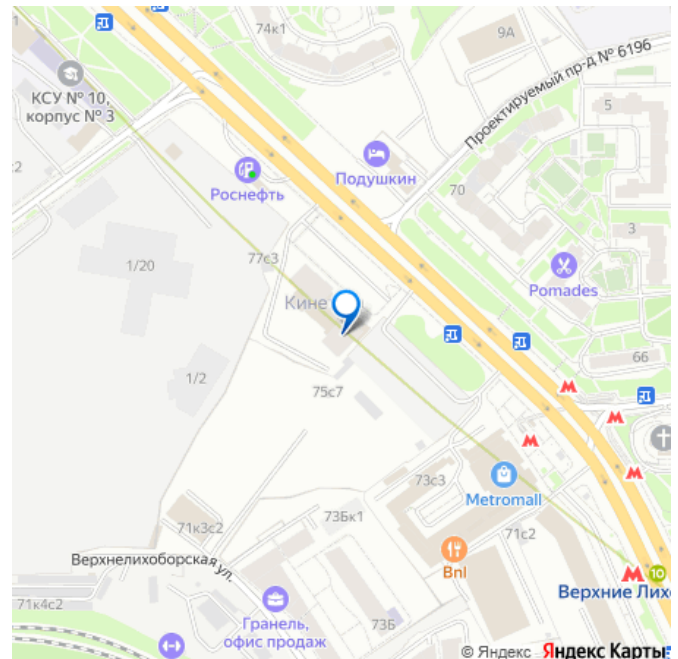 74к1
9А
Проектируемый пр-д № 6196
КСУ № 10,
корпус № 3
5
Подушкин
Роснефть
70
3
77с3
1/20
Pomades
Кине
66
1/2
75с7
М
М
М
73с3
Metromall
73Бк1
71к3с2
71с2
Верхнелихоборская ул.
Bnl
М 10
Верхние Лихо
71к4с2
Гранель,
офис продаж
73Б
© Яндекс Яндекс Карты